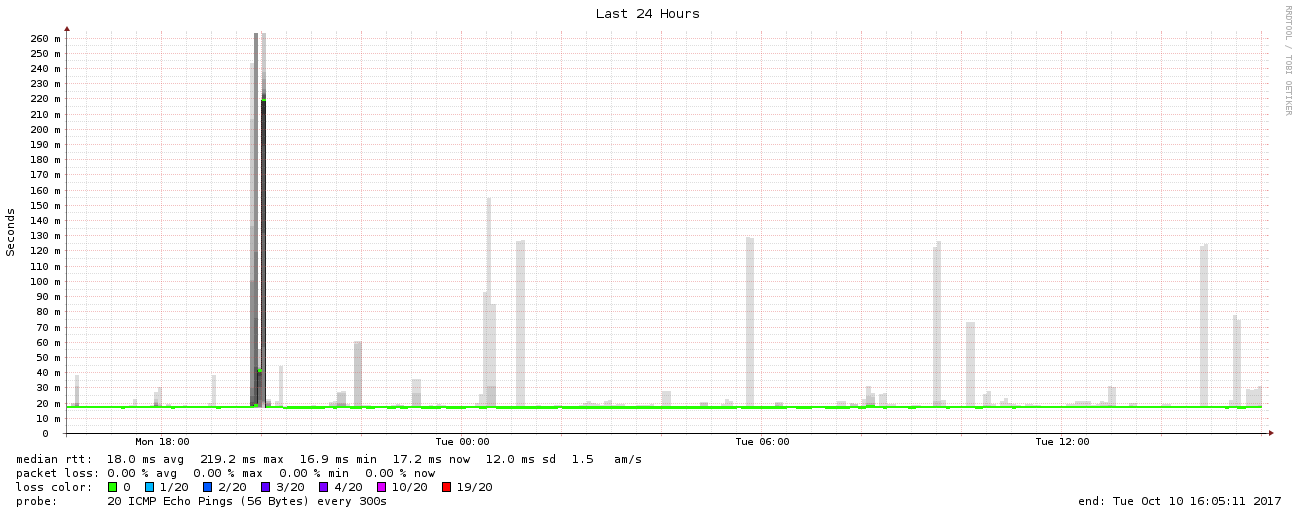 Last 24 Hours
RRDTOOL / TOBI OETIKER
Seconds
260 m
250 m
240 m
230 m
220 m
210 m
200 m
190 m
180 m
170 m
160 m
150 m
140 m
130 m
120 m
110 m
100 m
90 m
80 m
70 m
60 m
50 m
40 m
30 m
20 m
10 m
0
Mon 18:00 Tue 00:00 Tue 06:00 Tue 12:00
median rtt: 18.0 ms avg 219.2 ms max 16.9 ms min 17.2 ms now 12.0 ms sd 1.5 am/s
packet loss: 0.00 % avg 0.00 % max 0.00 % min 0.00 % now
loss color: 0 1/20 2/20 3/20 4/20 10/20 19/20
probe: 20 ICMP Echo Pings (56 Bytes) every 300s end: Tue Oct 10 16:05:11 2017